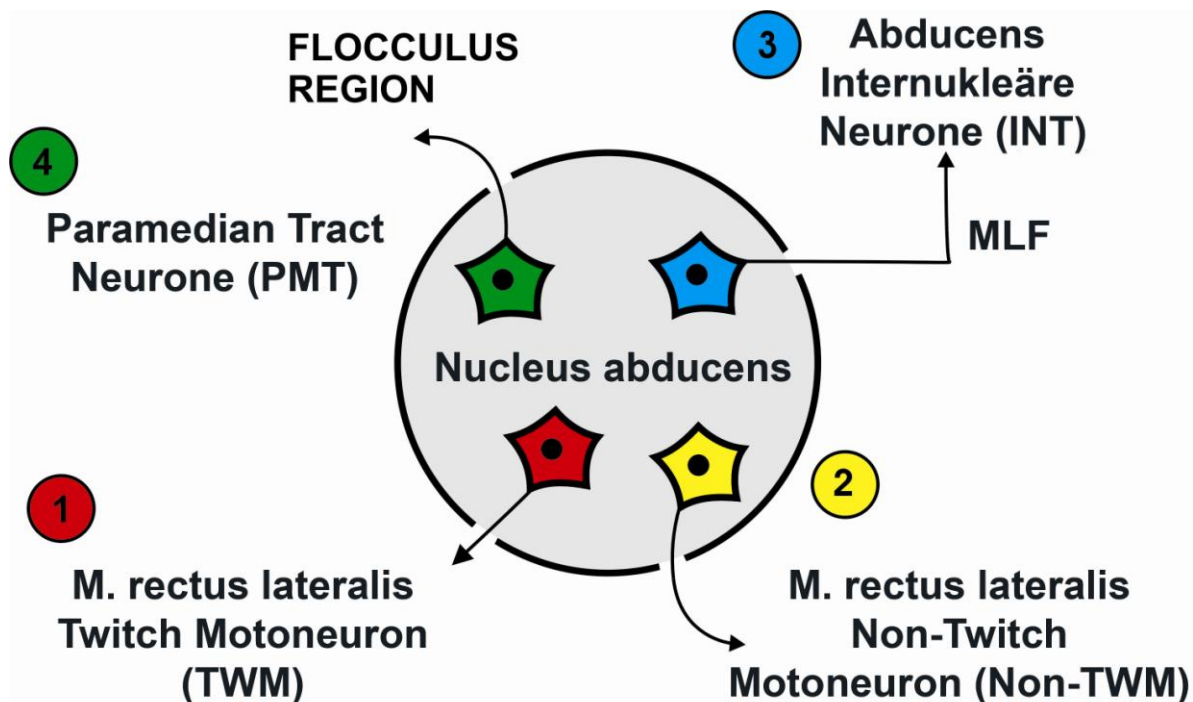 FLOCCULUS
REGION
3
Abducens
Internukleäre
Neurone (INT)
4
Paramedian Tract
Neurone (PMT)
MLF
Nucleus abducens
1
M. rectus lateralis
Twitch Motoneuron
(TWM)
2
M. rectus lateralis
Non-Twitch
Motoneuron (Non-TWM)